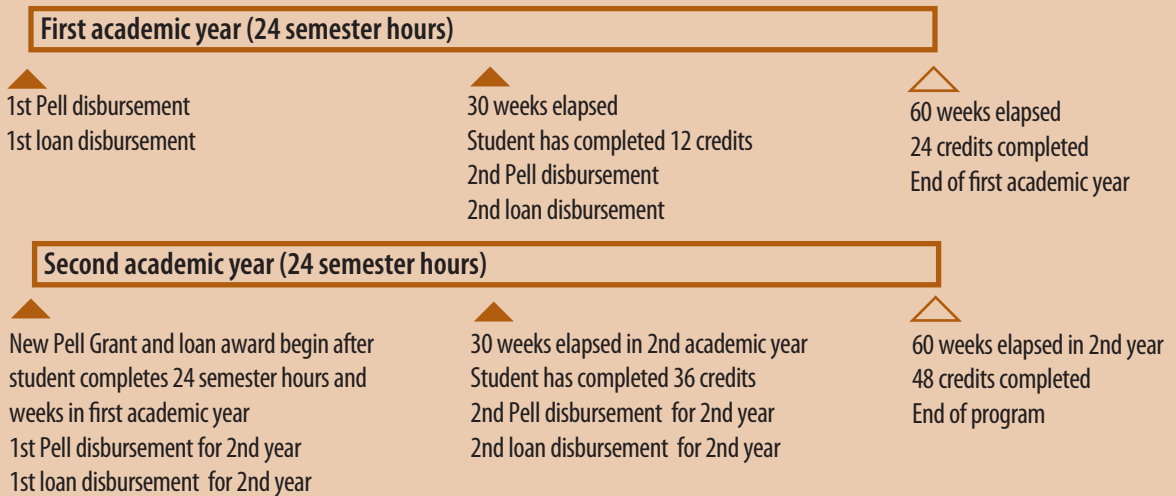 First academic year (24 semester hours)
1st Pell disbursement
1st loan disbursement
30 weeks elapsed
Student has completed 12 credits
2nd Pell disbursement
2nd loan disbursement
60 weeks elapsed
24 credits completed
End of first academic year
Second academic year (24 semester hours)
New Pell Grant and loan award begin after
student completes 24 semester hours and
weeks in first academic year
1st Pell disbursement for 2nd year
1st loan disbursement for 2nd year
30 weeks elapsed in 2nd academic year
Student has completed 36 credits
2nd Pell disbursement for 2nd year
2nd loan disbursement for 2nd year
60 weeks elapsed in 2nd year
48 credits completed
End of program